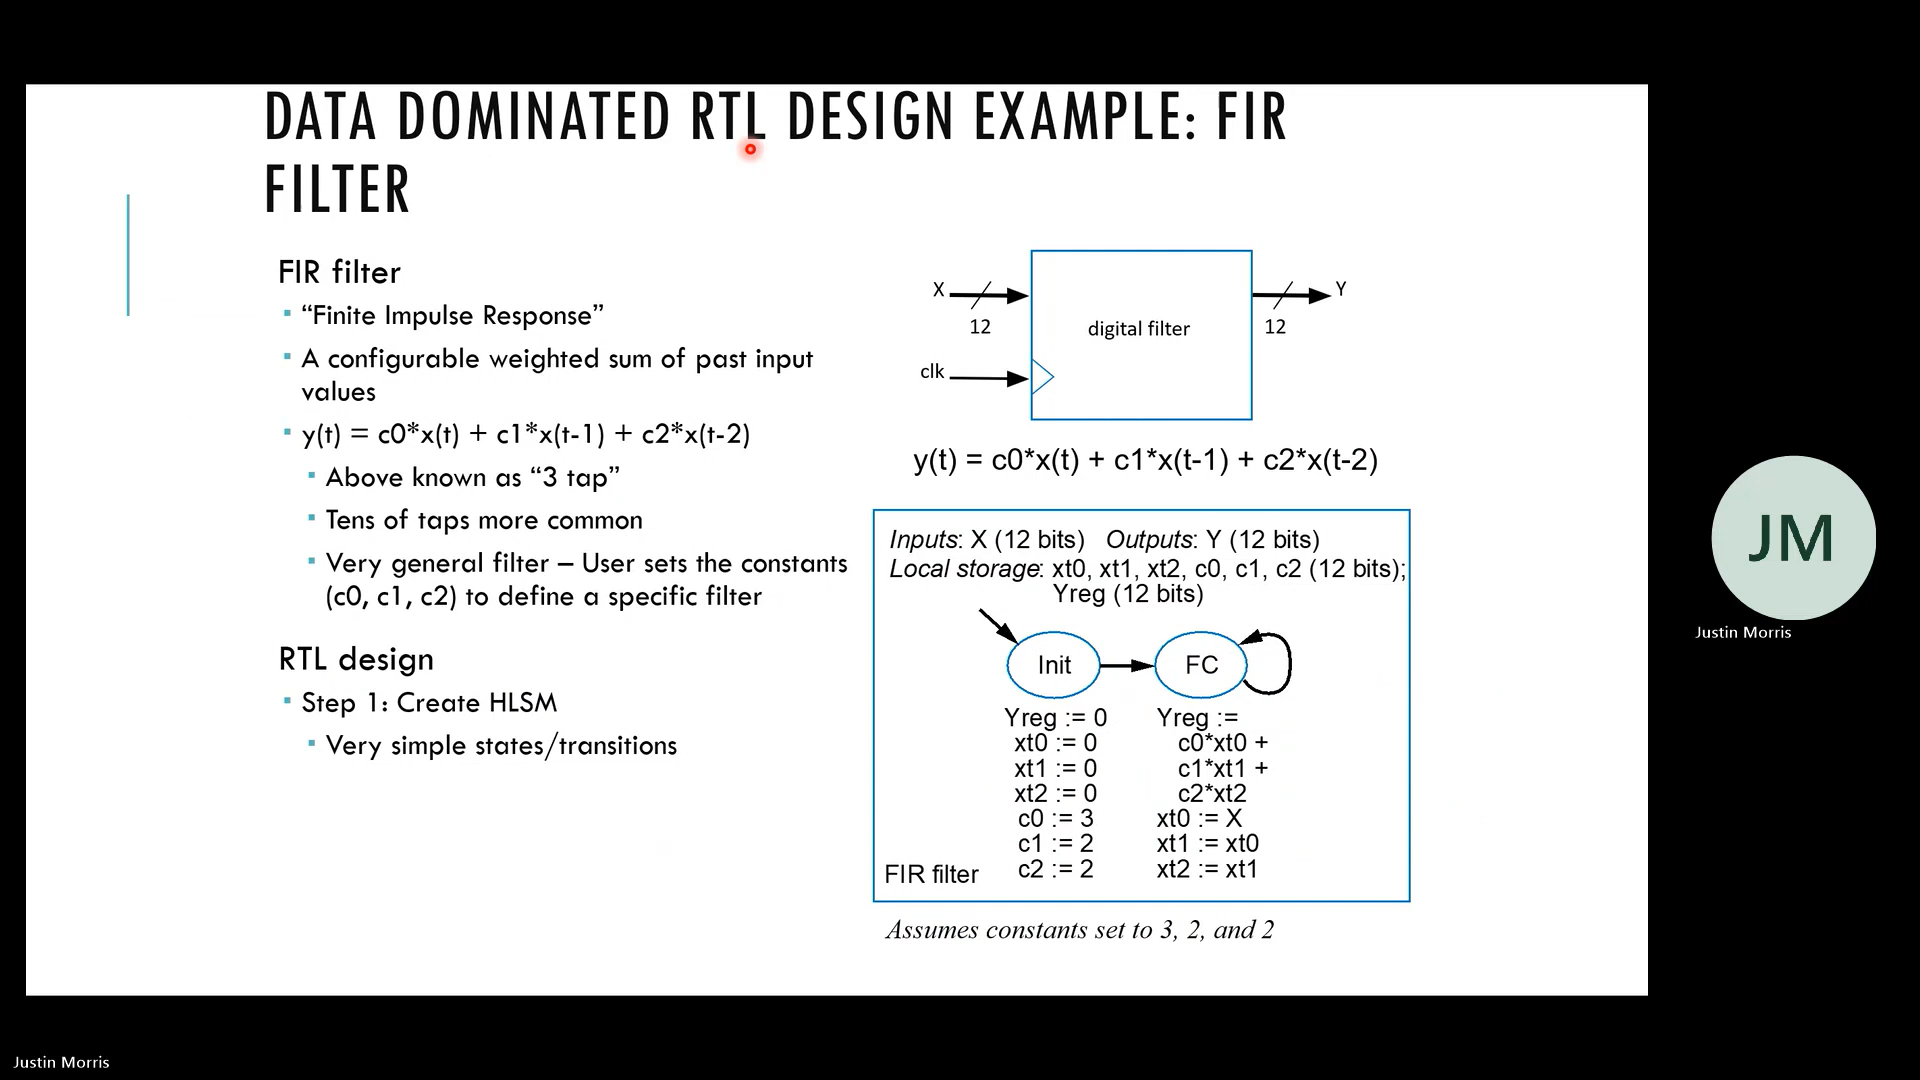 DATA DOMINATED RTL DESIGN EXAMPLE: FIR
FILTER
FIR filter
▪ “Finite Impulse Response”
▪ A configurable weighted sum of past input
values
▪ y(t) = c0*x(t) + c1*x(t-1) + c2*x(t-2)
▪ Above known as “3 tap”
▪ Tens of taps more common
▪ Very general filter – User sets the constants
(c0, c1, c2) to define a specific filter
RTL design
▪ Step 1: Create HLSM
▪ Very simple states/transitions
X
12
clk
digital filter
Y
12
y(t) = c0*x(t) + c1*x(t-1) + c2*x(t-2)
Inputs: X (12 bits) Outputs: Y (12 bits)
Local storage: xt0, xt1, xt2, c0, c1, c2 (12 bits);
Yreg (12 bits)
Init
FC
Yreg := 0
xt0 := 0
xt1 := 0
xt2 := 0
c0 := 3
c1 := 2
c2 := 2
Yreg :=
c0*xt0 +
c1*xt1 +
c2*xt2
xt0 := X
xt1 := xt0
xt2 := xt1
FIR filter
Assumes constants set to 3, 2, and 2
JM
Justin Morris
Justin Morris